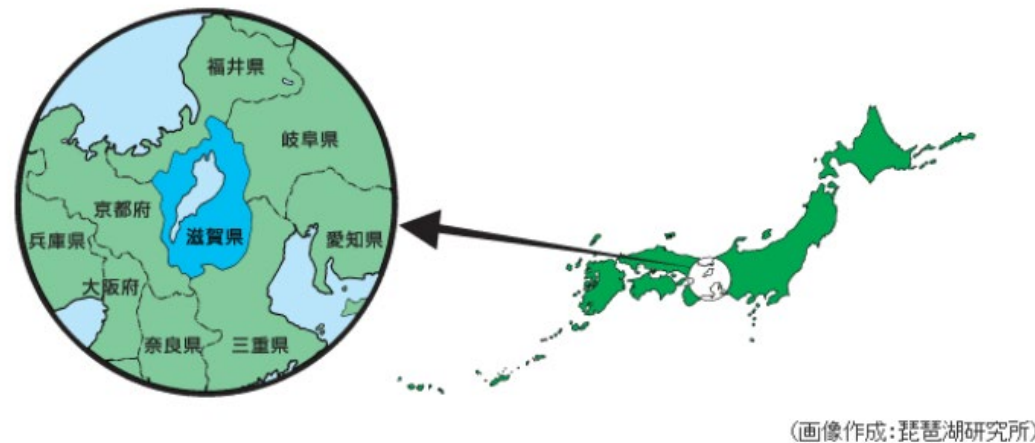 福井県
岐阜県
京都府
滋賀県
兵庫県
愛知県
大阪府
奈良県
三重県
(画像作成:琵琶湖研究所)